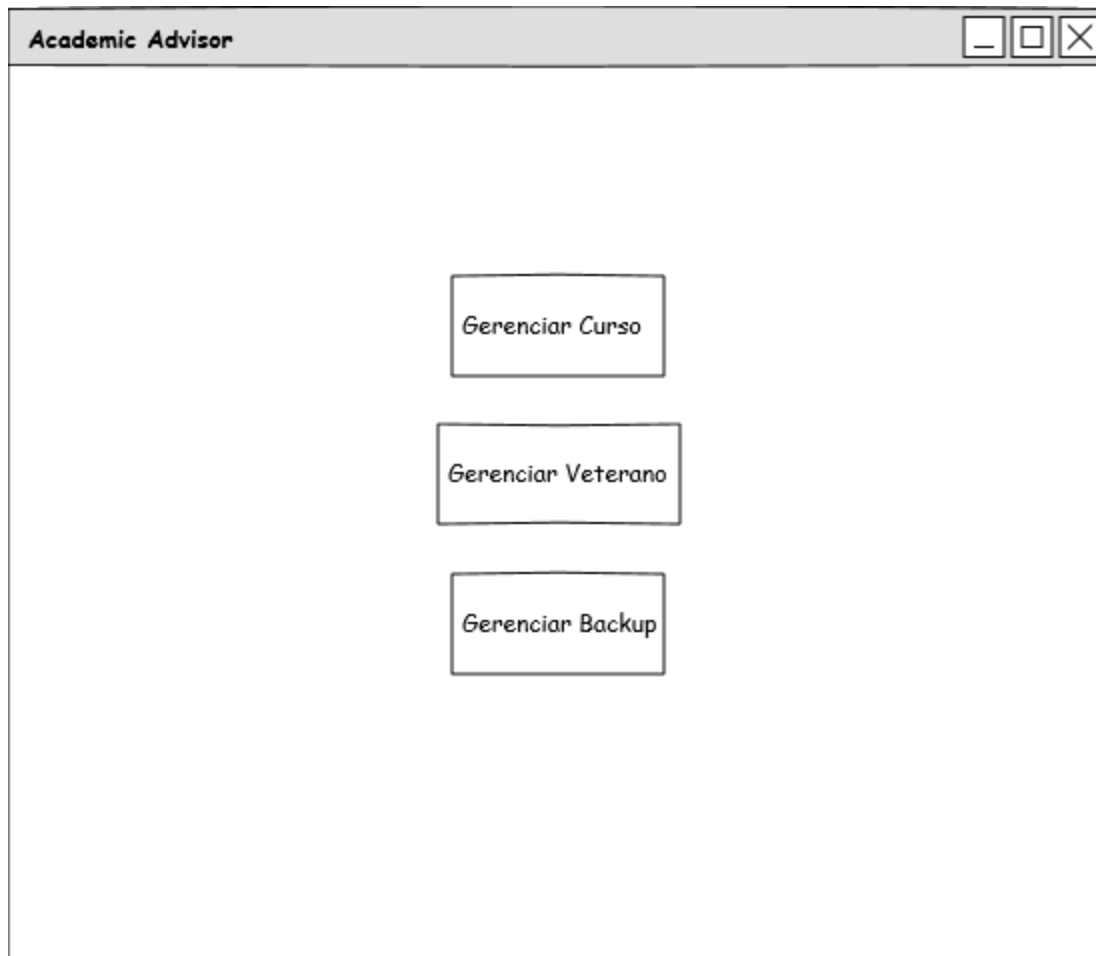 Academic Advisor
Gerenciar Curso
Gerenciar Veterano
Gerenciar Backup